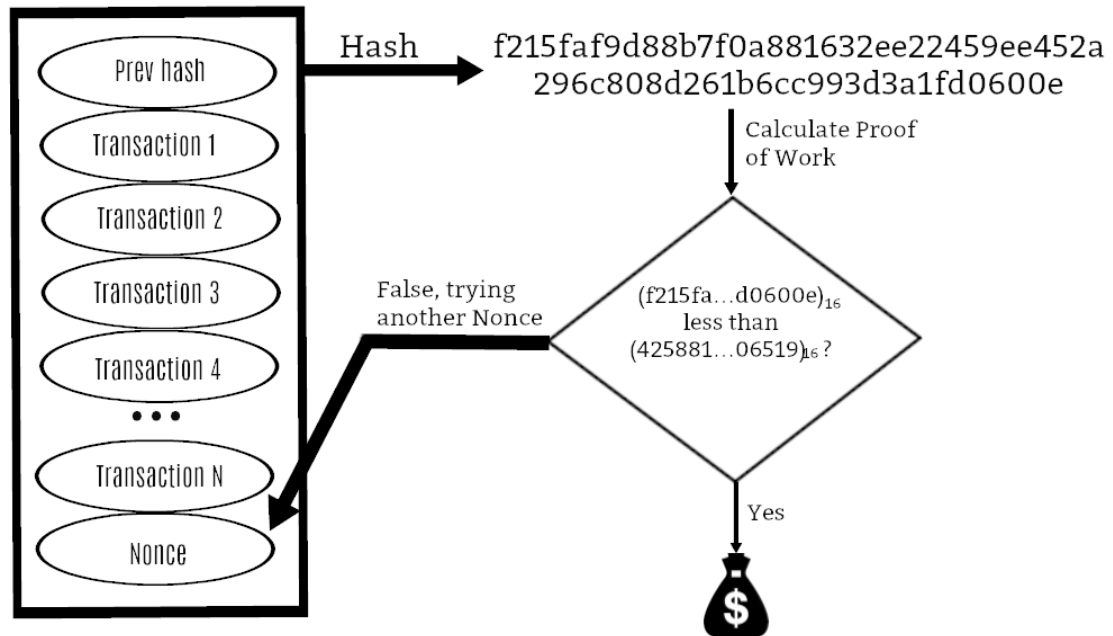 Prev hash
Transaction 1
Transaction 2
Transaction 3
Transaction 4
...
Transaction N
Nonce
Hash
f215faf9d88b7f0a881632ee22459ee452a
296c808d261b6cc993d3a1fd0600e
Calculate Proof
of Work
(f215fa...d0600e)16
less than
(425881...06519)16 ?
False, trying
another Nonce
Yes
$